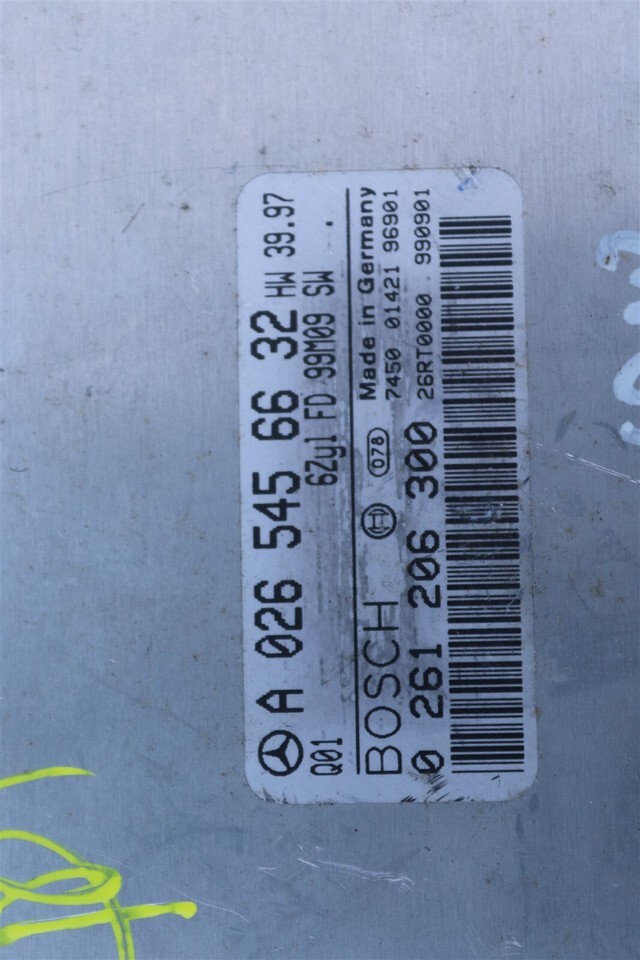 A 026 545 66 32 HW 39.97
Q01 6Zyl FD 99M09 SW .
BOSCH 078 Made in Germany
7450 01421 96901
0 261 206 300 26RT0000 990901